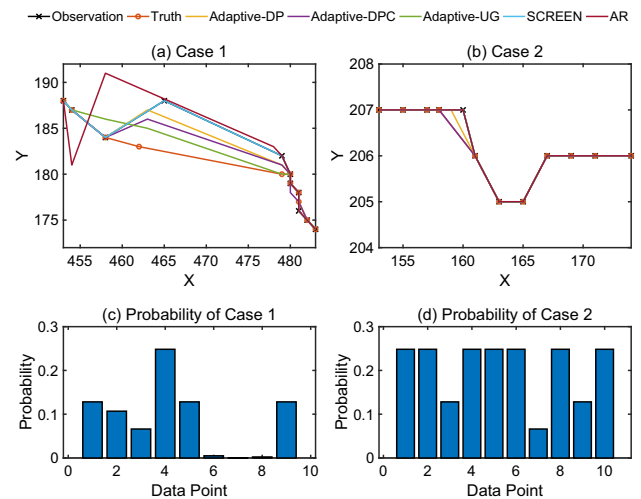 Observation Truth Adaptive-DP Adaptive-DPC Adaptive-UG SCREEN AR
(a) Case 1
Y
190
185
180
175
455 460 465 470 475 480
X
(b) Case 2
Y
208
207
206
205
204
155 160 165 170
X
(c) Probability of Case 1
Probability
0.3
0.2
0.1
0
0 2 4 6 8 10
Data Point
(d) Probability of Case 2
Probability
0.3
0.2
0.1
0
0 2 4 6 8 10
Data Point